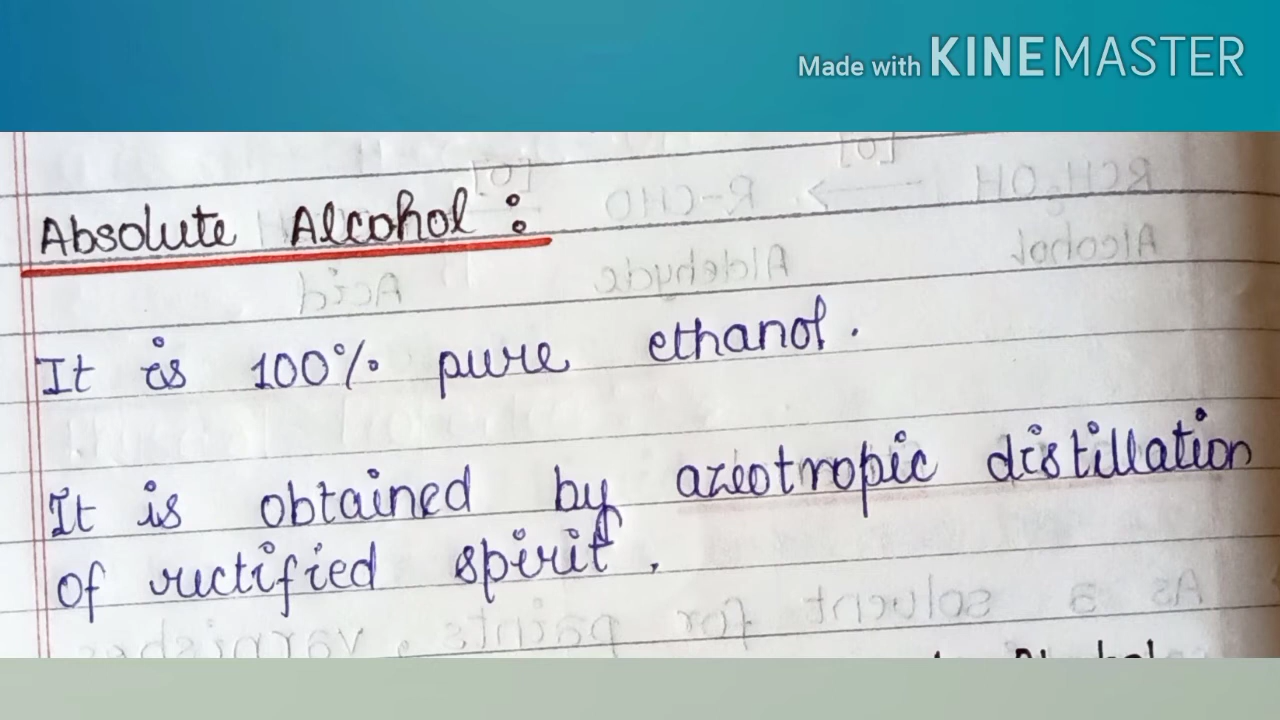 Made with KINEMASTER
Absolute Alcohol :
It is 100% pure ethanol.
It is obtained by azeotropic distillation
of rectified spirit.